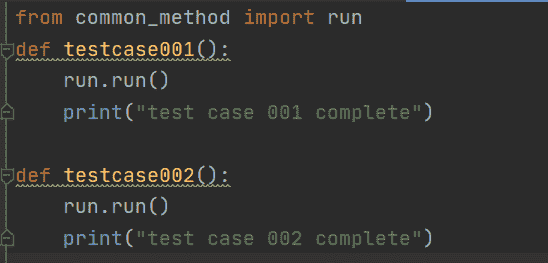 from common_method import run
def testcase001():
    run.run()
    print("test case 001 complete")

def testcase002():
    run.run()
    print("test case 002 complete")